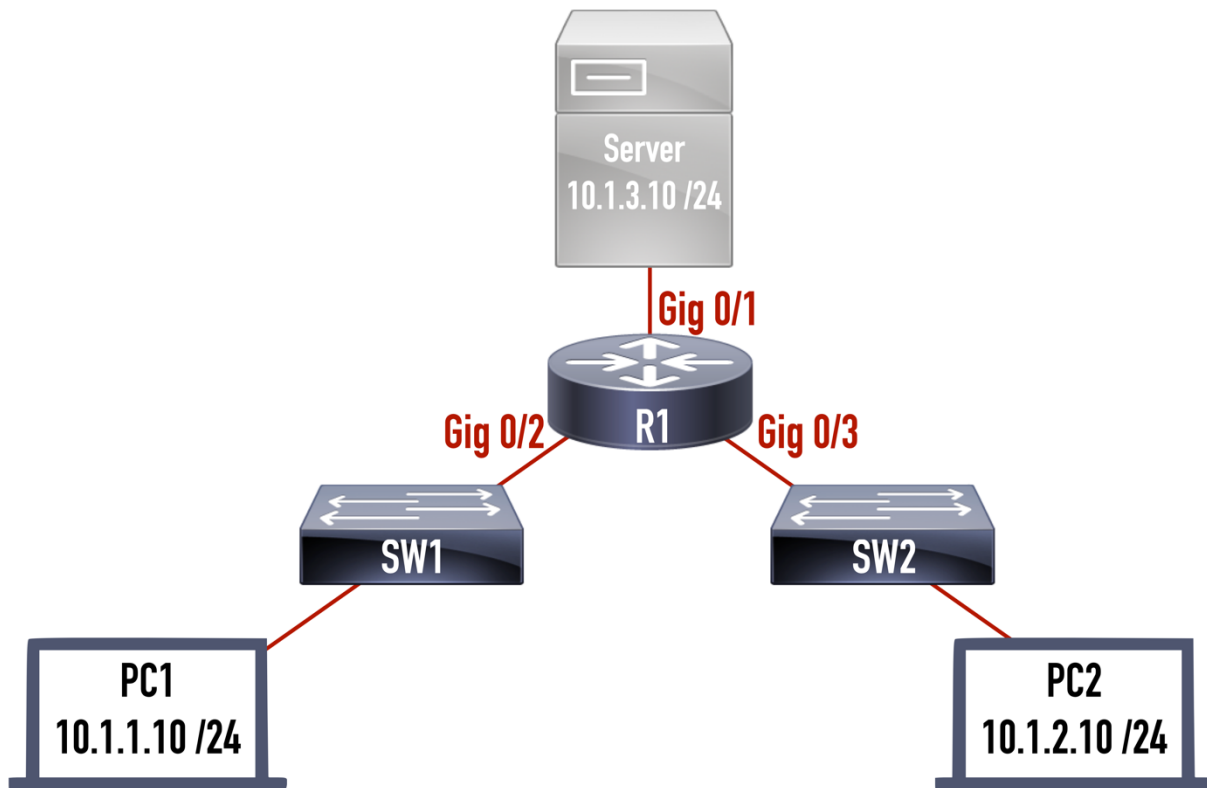 Server
10.1.3.10 /24
Gig 0/1
R1
Gig 0/2
Gig 0/3
SW1
SW2
PC1
10.1.1.10 /24
PC2
10.1.2.10 /24